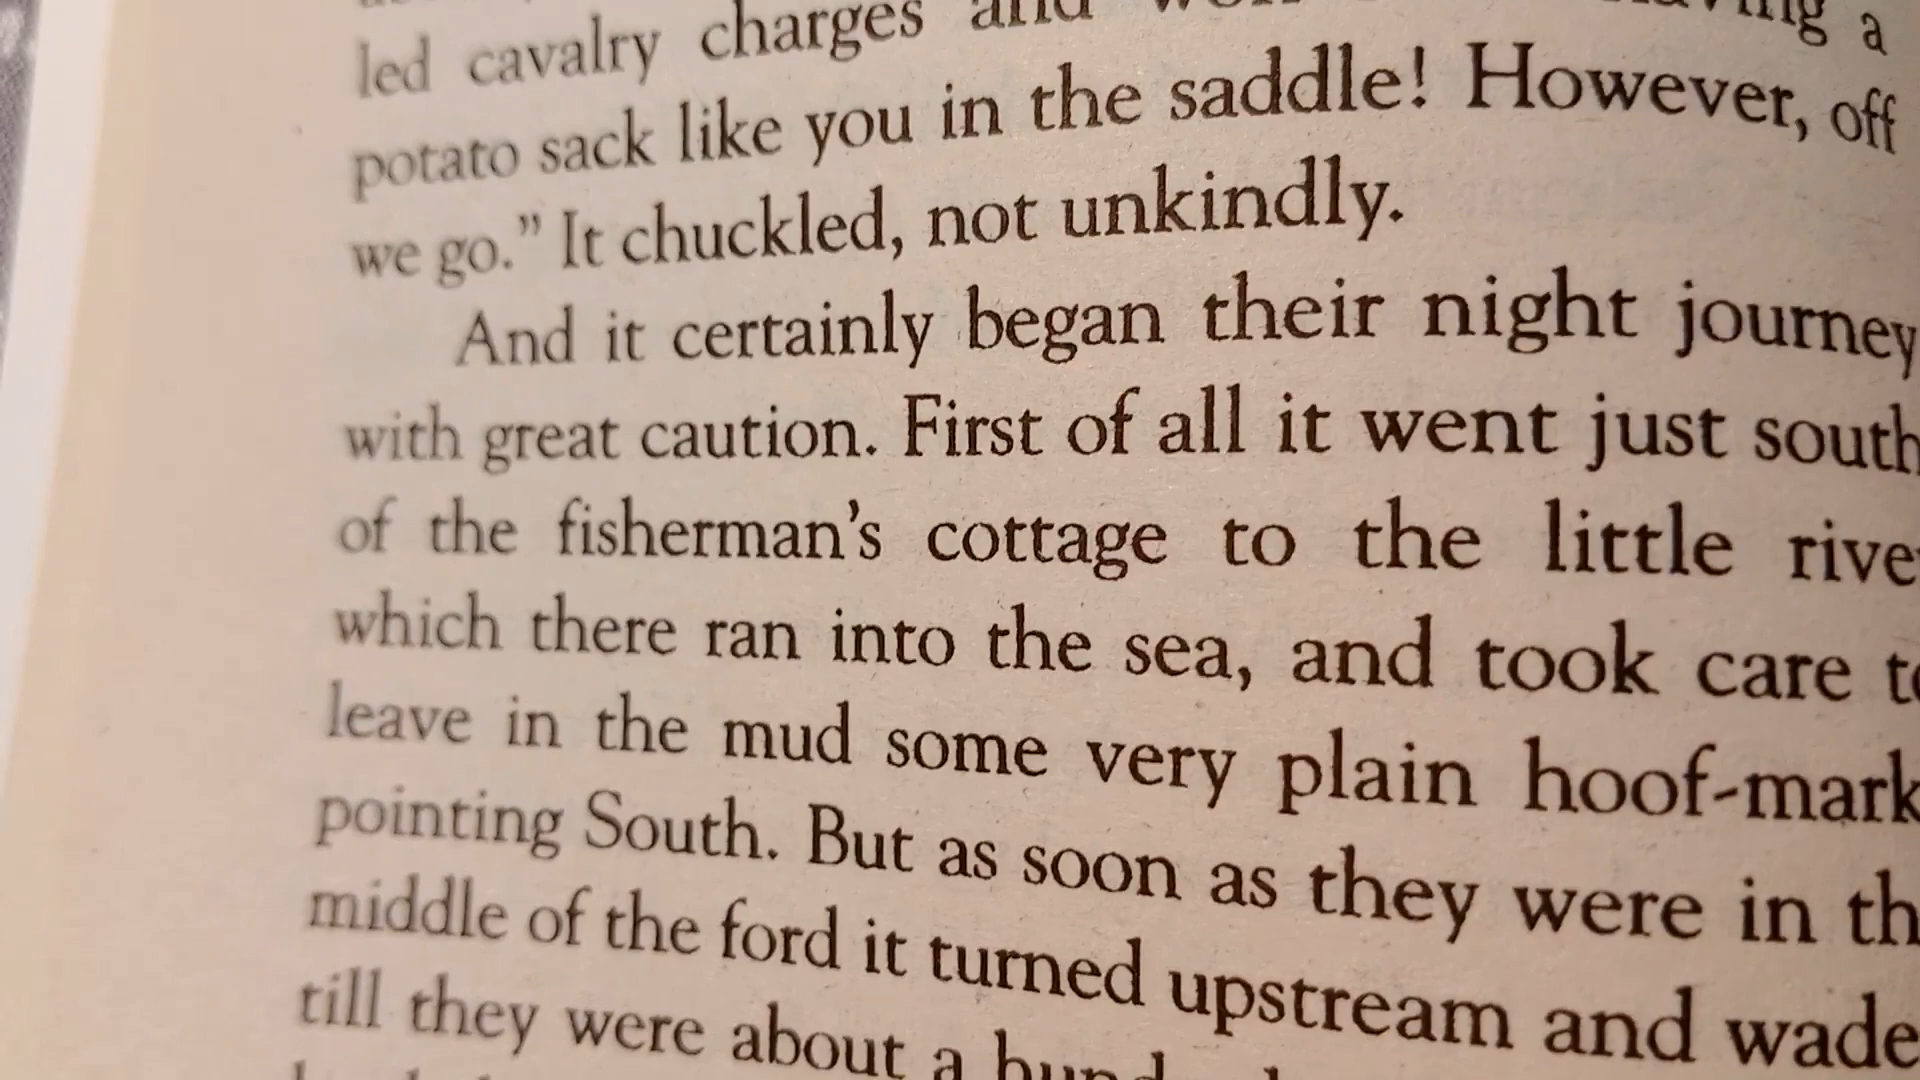 led cavalry charges and a
potato sack like you in the saddle! However, off
we go.” It chuckled, not unkindly.
And it certainly began their night journey
with great caution. First of all it went just south
of the fisherman’s cottage to the little rive
which there ran into the sea, and took care to
leave in the mud some very plain hoof-mark
pointing South. But as soon as they were in th
middle of the ford it turned upstream and wade
till they were about a